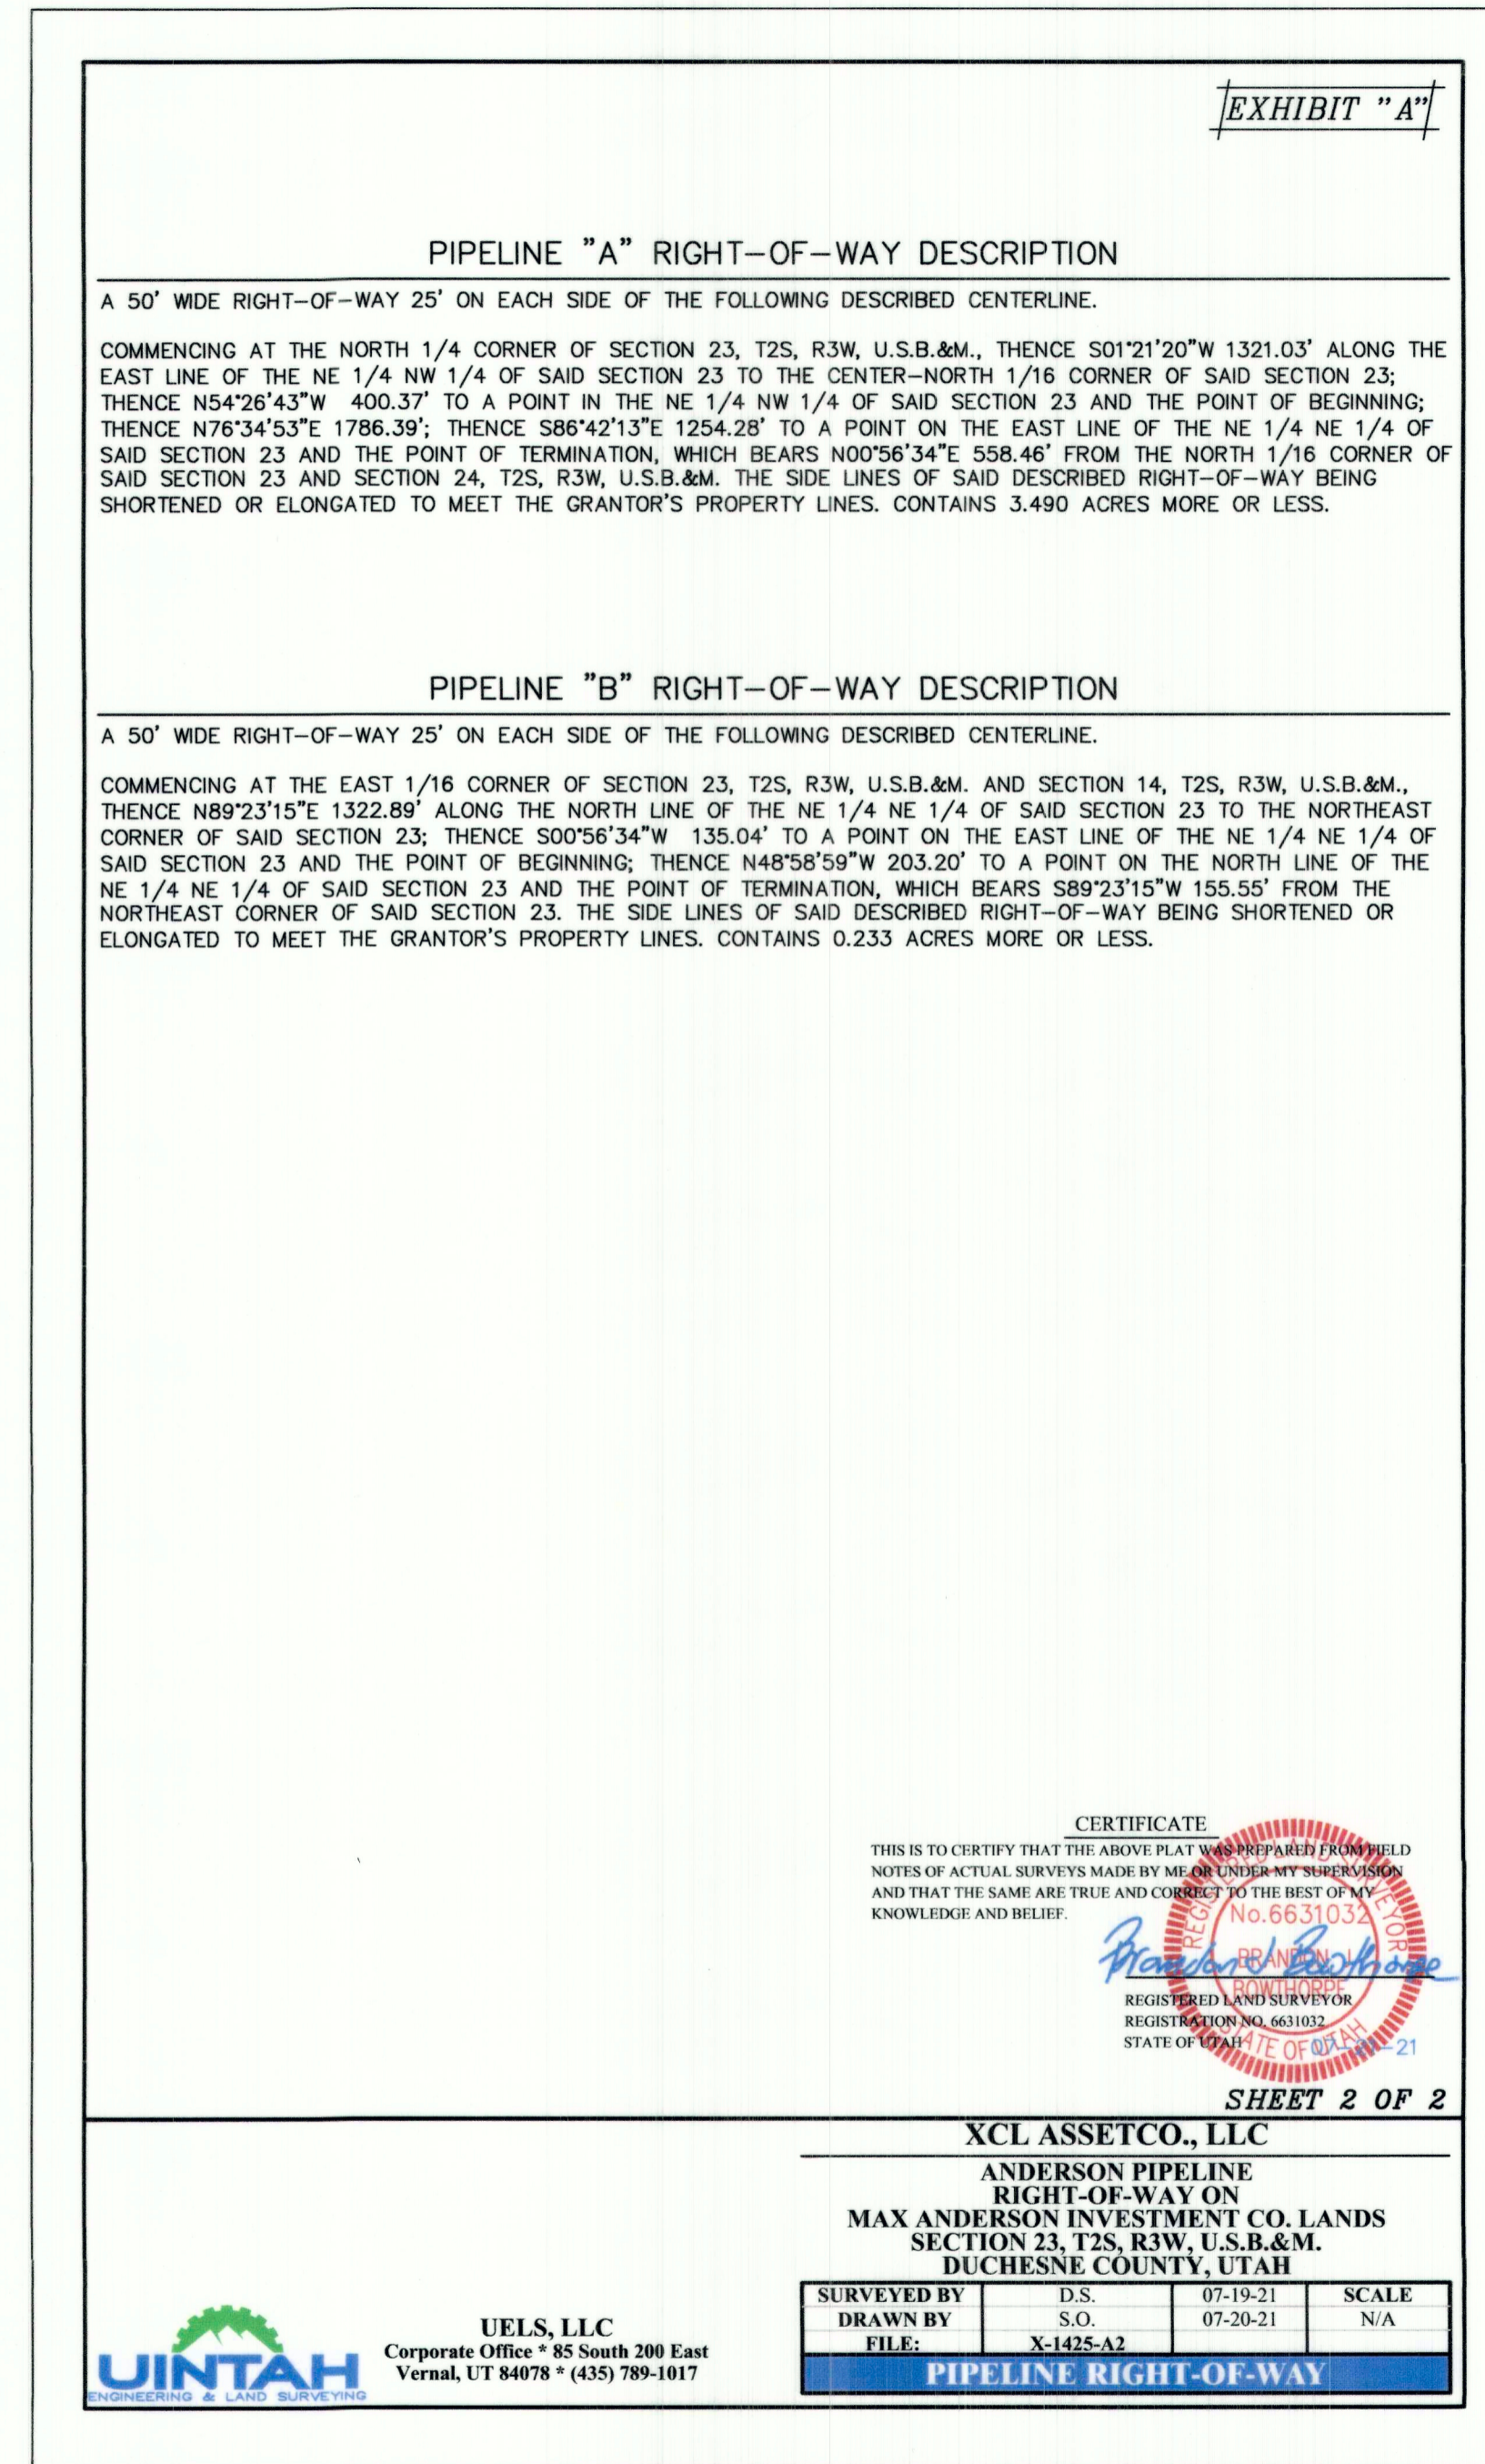 EXHIBIT "A"
PIPELINE "A" RIGHT-OF-WAY DESCRIPTION
A 50' WIDE RIGHT-OF-WAY 25' ON EACH SIDE OF THE FOLLOWING DESCRIBED CENTERLINE.
COMMENCING AT THE NORTH 1/4 CORNER OF SECTION 23, T2S, R3W, U.S.B.&M., THENCE S01°21'20"W 1321.03' ALONG THE
EAST LINE OF THE NE 1/4 NW 1/4 OF SAID SECTION 23 TO THE CENTER-NORTH 1/16 CORNER OF SAID SECTION 23;
THENCE N54°26'43"W 400.37' TO A POINT IN THE NE 1/4 NW 1/4 OF SAID SECTION 23 AND THE POINT OF BEGINNING;
THENCE N76°34'53"E 1786.39'; THENCE S86°42'13"E 1254.28' TO A POINT ON THE EAST LINE OF THE NE 1/4 NE 1/4 OF
SAID SECTION 23 AND THE POINT OF TERMINATION, WHICH BEARS N00°56'34"E 558.46' FROM THE NORTH 1/16 CORNER OF
SAID SECTION 23 AND SECTION 24, T2S, R3W, U.S.B.&M. THE SIDE LINES OF SAID DESCRIBED RIGHT-OF-WAY BEING
SHORTENED OR ELONGATED TO MEET THE GRANTOR'S PROPERTY LINES. CONTAINS 3.490 ACRES MORE OR LESS.
PIPELINE "B" RIGHT-OF-WAY DESCRIPTION
A 50' WIDE RIGHT-OF-WAY 25' ON EACH SIDE OF THE FOLLOWING DESCRIBED CENTERLINE.
COMMENCING AT THE EAST 1/16 CORNER OF SECTION 23, T2S, R3W, U.S.B.&M. AND SECTION 14, T2S, R3W, U.S.B.&M.,
THENCE N89°23'15"E 1322.89' ALONG THE NORTH LINE OF THE NE 1/4 NE 1/4 OF SAID SECTION 23 TO THE NORTHEAST
CORNER OF SAID SECTION 23; THENCE S00°56'34"W 135.04' TO A POINT ON THE EAST LINE OF THE NE 1/4 NE 1/4 OF
SAID SECTION 23 AND THE POINT OF BEGINNING; THENCE N48°58'59"W 203.20' TO A POINT ON THE NORTH LINE OF THE
NE 1/4 NE 1/4 OF SAID SECTION 23 AND THE POINT OF TERMINATION, WHICH BEARS S89°23'15"W 155.55' FROM THE
NORTHEAST CORNER OF SAID SECTION 23. THE SIDE LINES OF SAID DESCRIBED RIGHT-OF-WAY BEING SHORTENED OR
ELONGATED TO MEET THE GRANTOR'S PROPERTY LINES. CONTAINS 0.233 ACRES MORE OR LESS.
CERTIFICATE
THIS IS TO CERTIFY THAT THE ABOVE PLAT WAS PREPARED FROM FIELD
NOTES OF ACTUAL SURVEYS MADE BY ME OR UNDER MY SUPERVISION
AND THAT THE SAME ARE TRUE AND CORRECT TO THE BEST OF MY
KNOWLEDGE AND BELIEF.
REGISTERED LAND SURVEYOR
No.6631032
BRANDON J.
BOWTHORPE
STATE OF UTAH
Brandon J Bowthorpe
REGISTERED LAND SURVEYOR
REGISTRATION NO. 6631032
STATE OF UTAH
SHEET 2 OF 2
XCL ASSETCO., LLC
ANDERSON PIPELINE
RIGHT-OF-WAY ON
MAX ANDERSON INVESTMENT CO. LANDS
SECTION 23, T2S, R3W, U.S.B.&M.
DUCHESNE COUNTY, UTAH
SURVEYED BY D.S. 07-19-21 SCALE
DRAWN BY S.O. 07-20-21 N/A
FILE: X-1425-A2
PIPELINE RIGHT-OF-WAY
UINTAH
ENGINEERING & LAND SURVEYING
UELS, LLC
Corporate Office * 85 South 200 East
Vernal, UT 84078 * (435) 789-1017